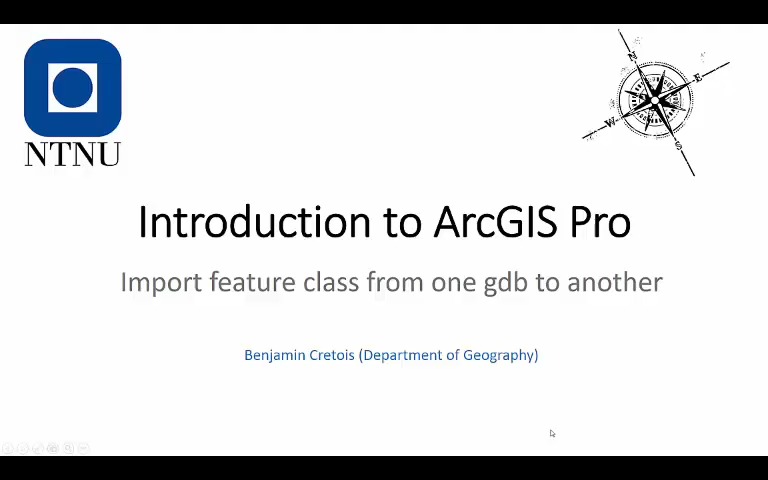 N
E
W
S
NTNU
Introduction to ArcGIS Pro
Import feature class from one gdb to another
Benjamin Cretois (Department of Geography)